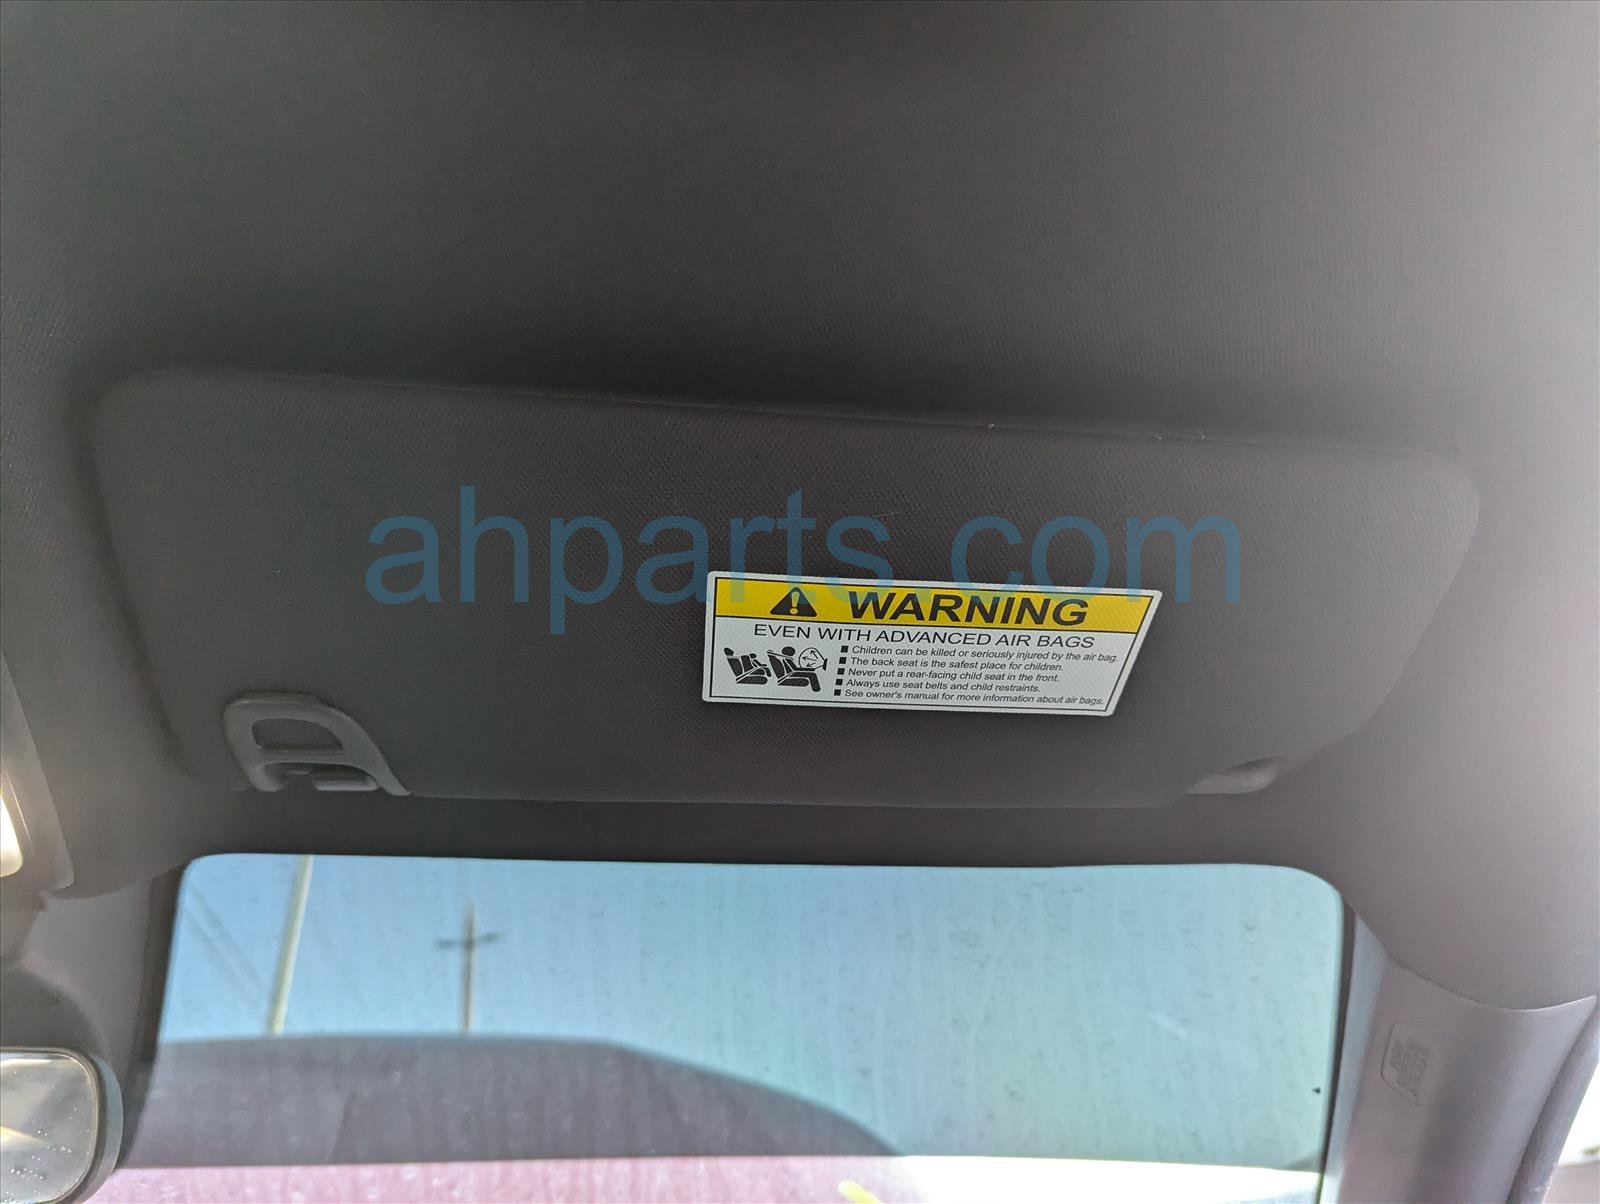 ahparts.com
WARNING
EVEN WITH ADVANCED AIR BAGS
Children can be killed or seriously injured by the air bag.
The back seat is the safest place for children.
Never put a rear-facing child seat in the front.
Always use seat belts and child restraints.
See owner's manual for more information about air bags.